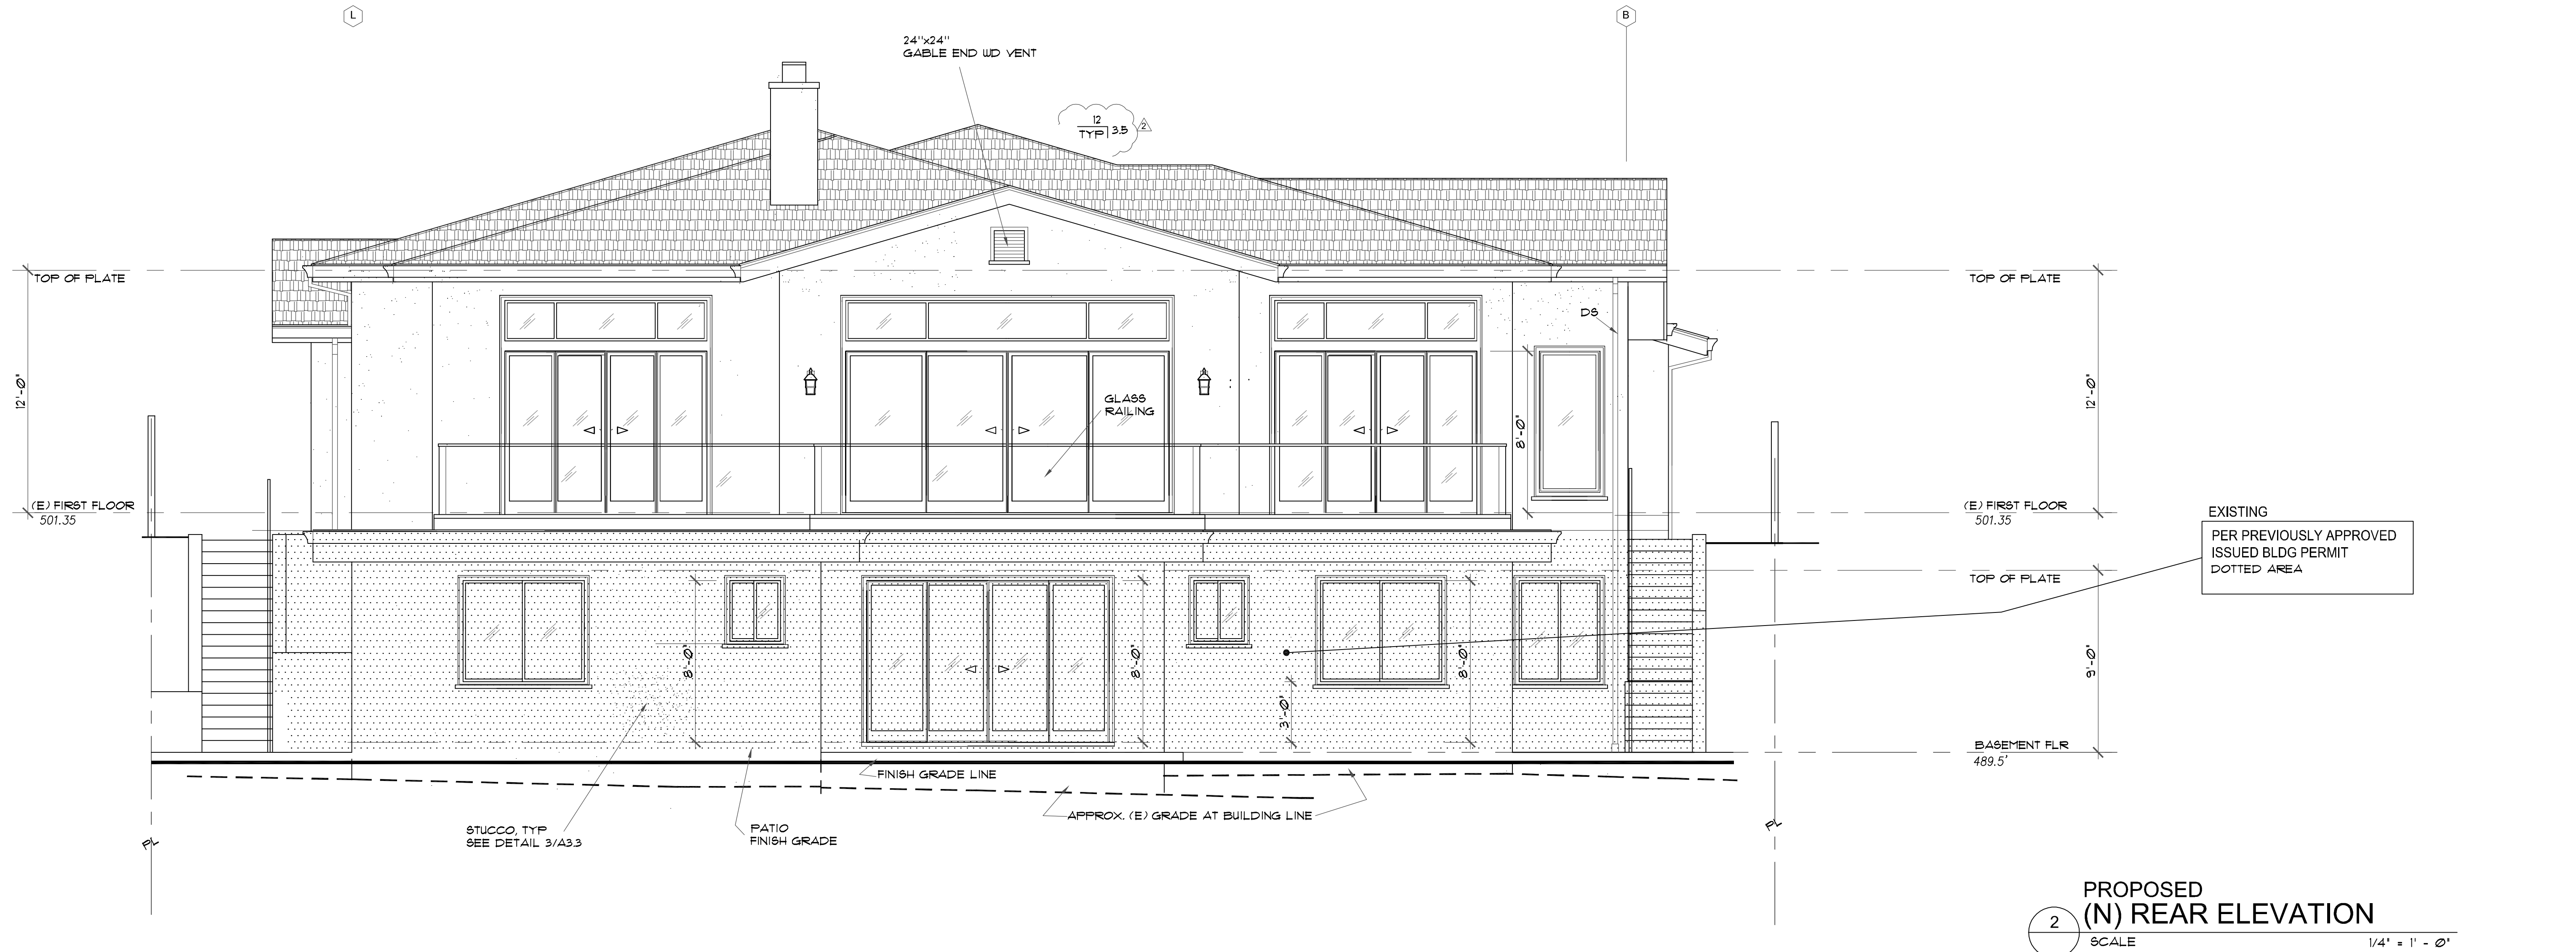 L
B
24"x24"
GABLE END WD VENT
12
TYP 3.5
2
TOP OF PLATE
TOP OF PLATE
DS
12'-0"
12'-0"
GLASS
RAILING
8'-0"
(E) FIRST FLOOR
501.35
(E) FIRST FLOOR
501.35
EXISTING
PER PREVIOUSLY APPROVED
ISSUED BLDG PERMIT
DOTTED AREA
TOP OF PLATE
8'-0"
8'-0"
8'-0"
9'-0"
3'-0"
BASEMENT FLR
489.5'
FINISH GRADE LINE
APPROX. (E) GRADE AT BUILDING LINE
STUCCO, TYP
SEE DETAIL 3/A3.3
PATIO
FINISH GRADE
PL
PL
PROPOSED
2 (N) REAR ELEVATION
SCALE 1/4" = 1' - 0"